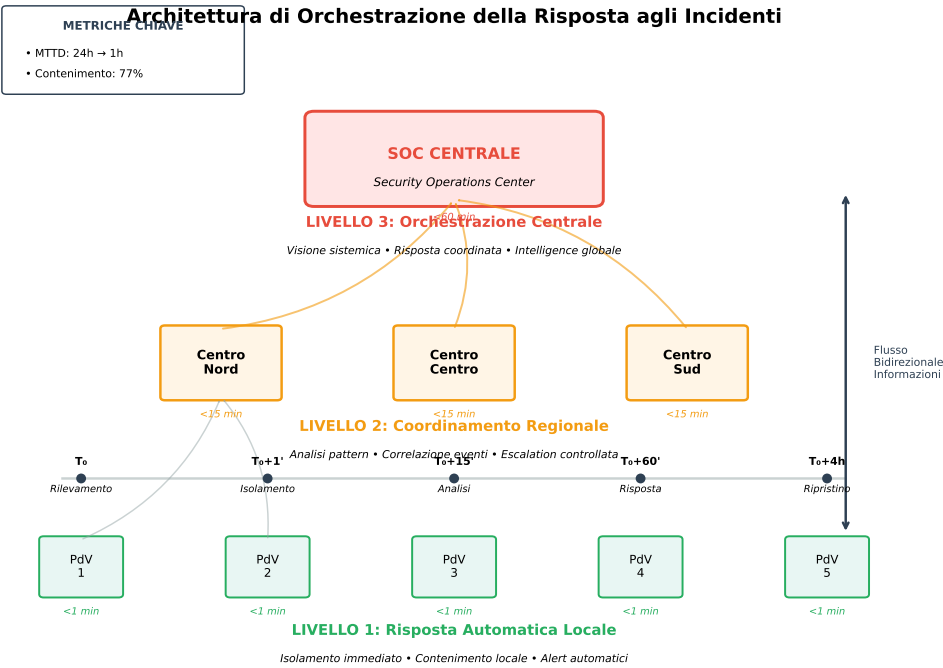 Architettura di Orchestrazione della Risposta agli Incidenti
METRICHE CHIAVE
• MTTD: 24h → 1h
• Contenimento: 77%
SOC CENTRALE
Security Operations Center
<60 min
LIVELLO 3: Orchestrazione Centrale
Visione sistemica • Risposta coordinata • Intelligence globale
Centro
Nord
Centro
Centro
Centro
Sud
Flusso
Bidirezionale
Informazioni
<15 min
<15 min
<15 min
LIVELLO 2: Coordinamento Regionale
Analisi pattern • Correlazione eventi • Escalation controllata
T₀
T₀+1'
T₀+15'
T₀+60'
T₀+4h
Rilevamento
Isolamento
Analisi
Risposta
Ripristino
PdV
1
PdV
2
PdV
3
PdV
4
PdV
5
<1 min
<1 min
<1 min
<1 min
<1 min
LIVELLO 1: Risposta Automatica Locale
Isolamento immediato • Contenimento locale • Alert automatici